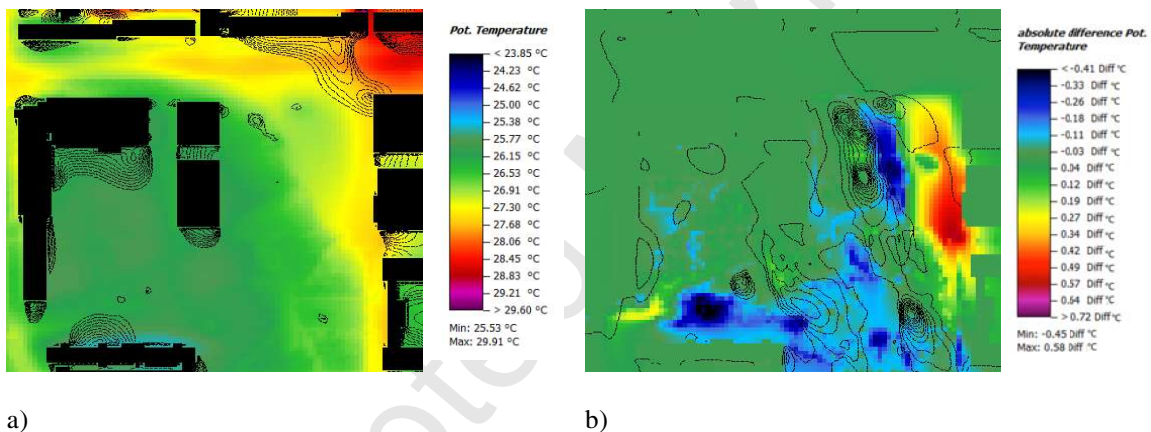 Pot. Temperature
< 23.85 °C
24.23 °C
24.62 °C
25.00 °C
25.38 °C
25.77 °C
26.15 °C
26.53 °C
26.91 °C
27.30 °C
27.68 °C
28.06 °C
28.45 °C
28.83 °C
29.21 °C
> 29.60 °C
Min: 25.53 °C
Max: 29.91 °C
absolute difference Pot.
Temperature
< -0.41 Diff °C
-0.33 Diff °C
-0.26 Diff °C
-0.18 Diff °C
-0.11 Diff °C
-0.03 Diff °C
0.04 Diff °C
0.12 Diff °C
0.19 Diff °C
0.27 Diff °C
0.34 Diff °C
0.42 Diff °C
0.49 Diff °C
0.57 Diff °C
0.54 Diff °C
> 0.72 Diff °C
Min: -0.45 Diff °C
Max: 0.58 Diff °C
a)
b)